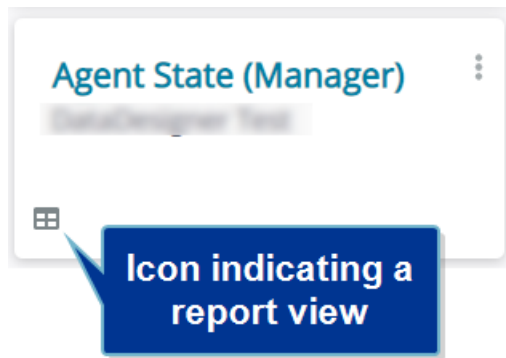 Agent State (Manager)
Icon indicating a
report view